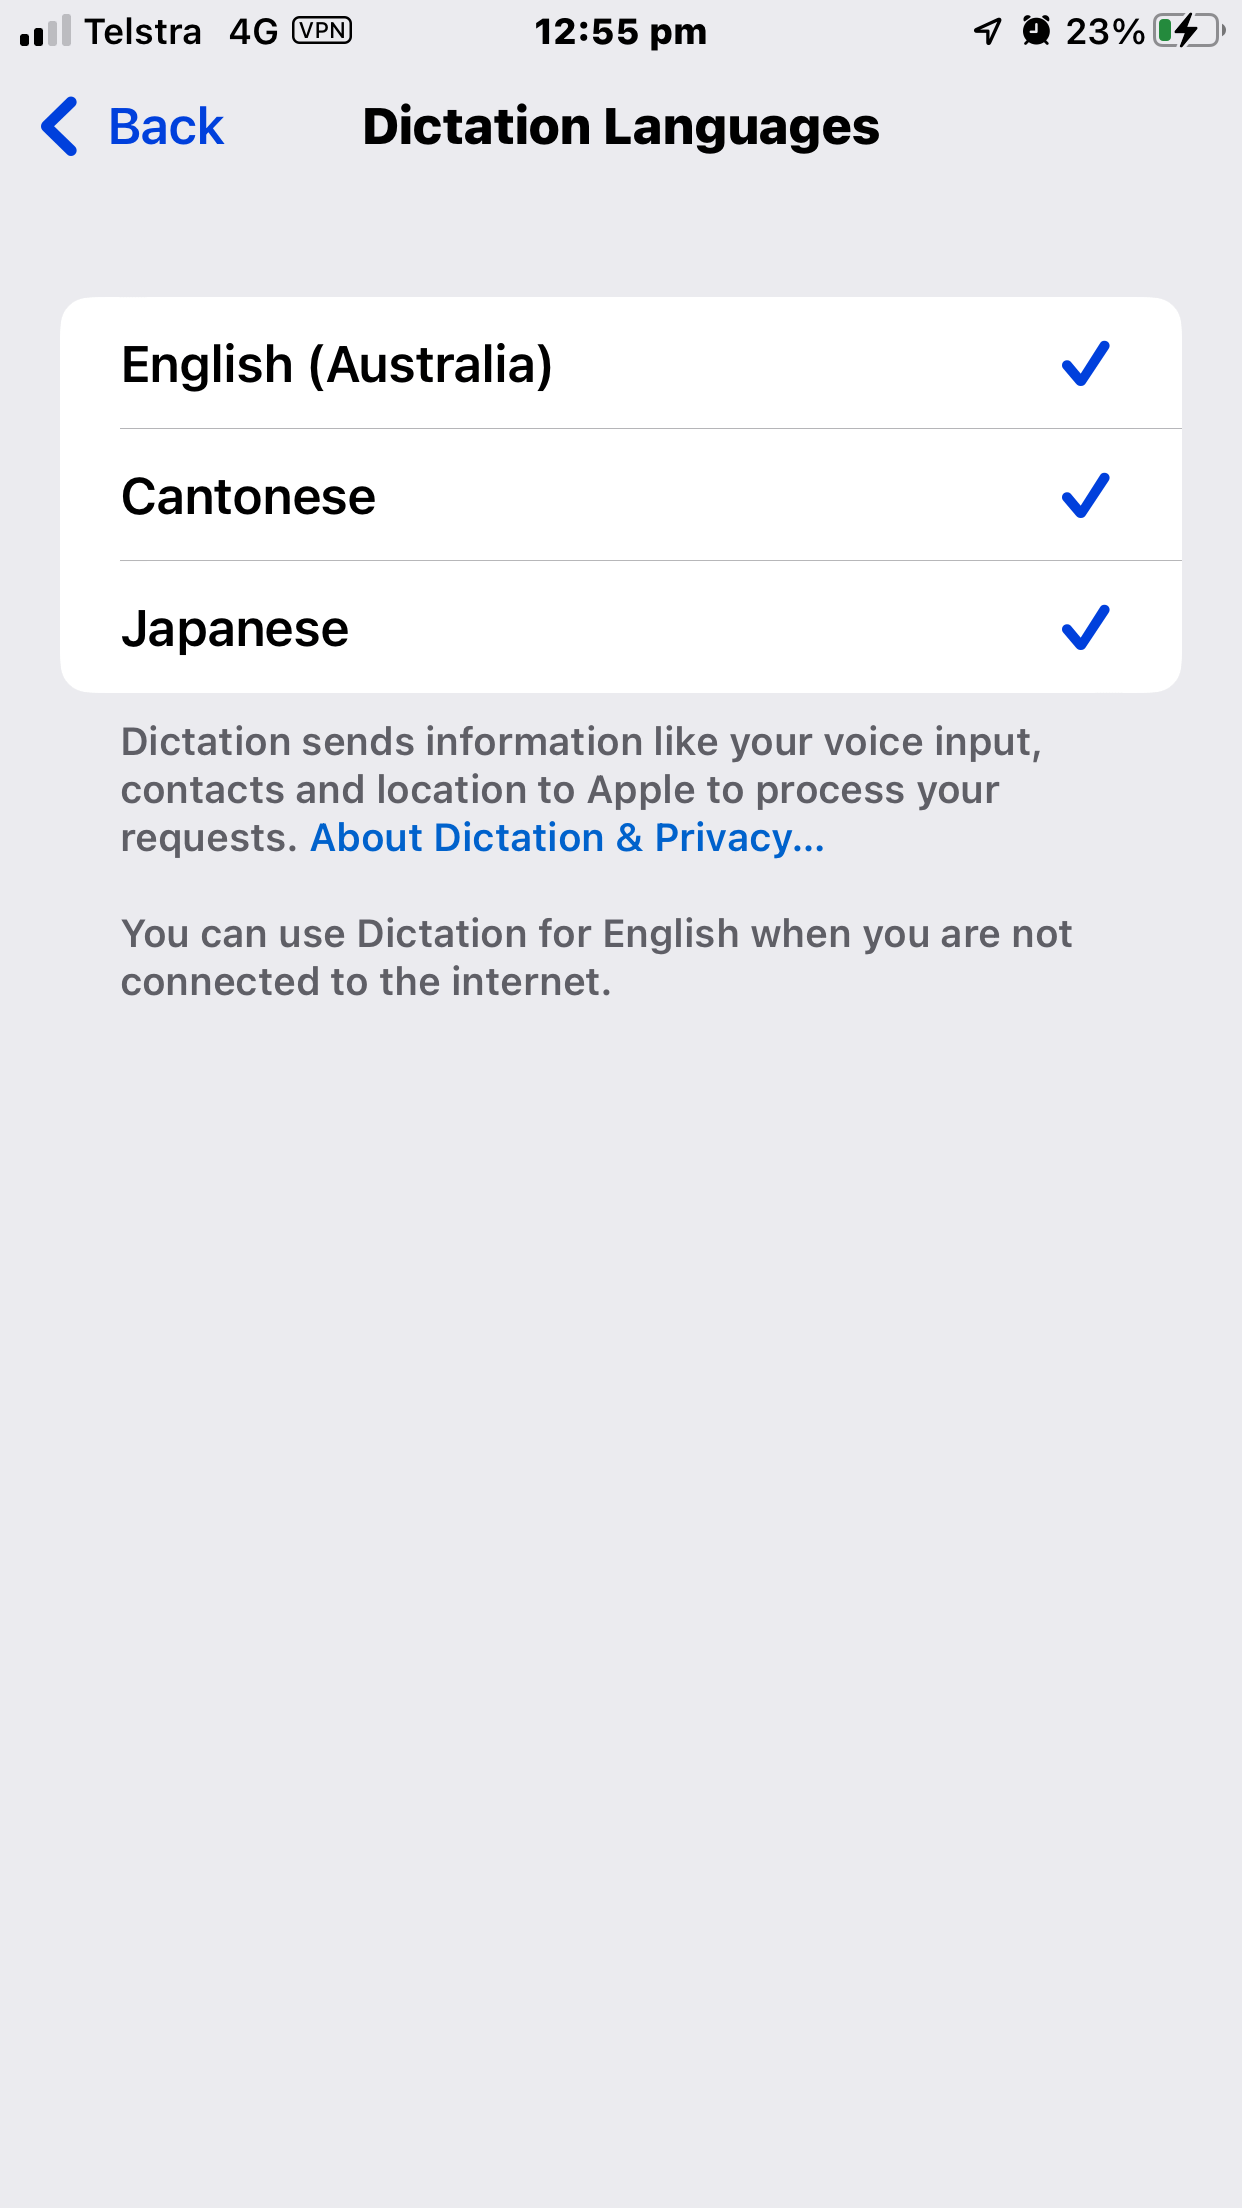 Telstra 4G VPN 12:55 pm 23%
Back Dictation Languages
English (Australia)
Cantonese
Japanese
Dictation sends information like your voice input,
contacts and location to Apple to process your
requests. About Dictation & Privacy...
You can use Dictation for English when you are not
connected to the internet.